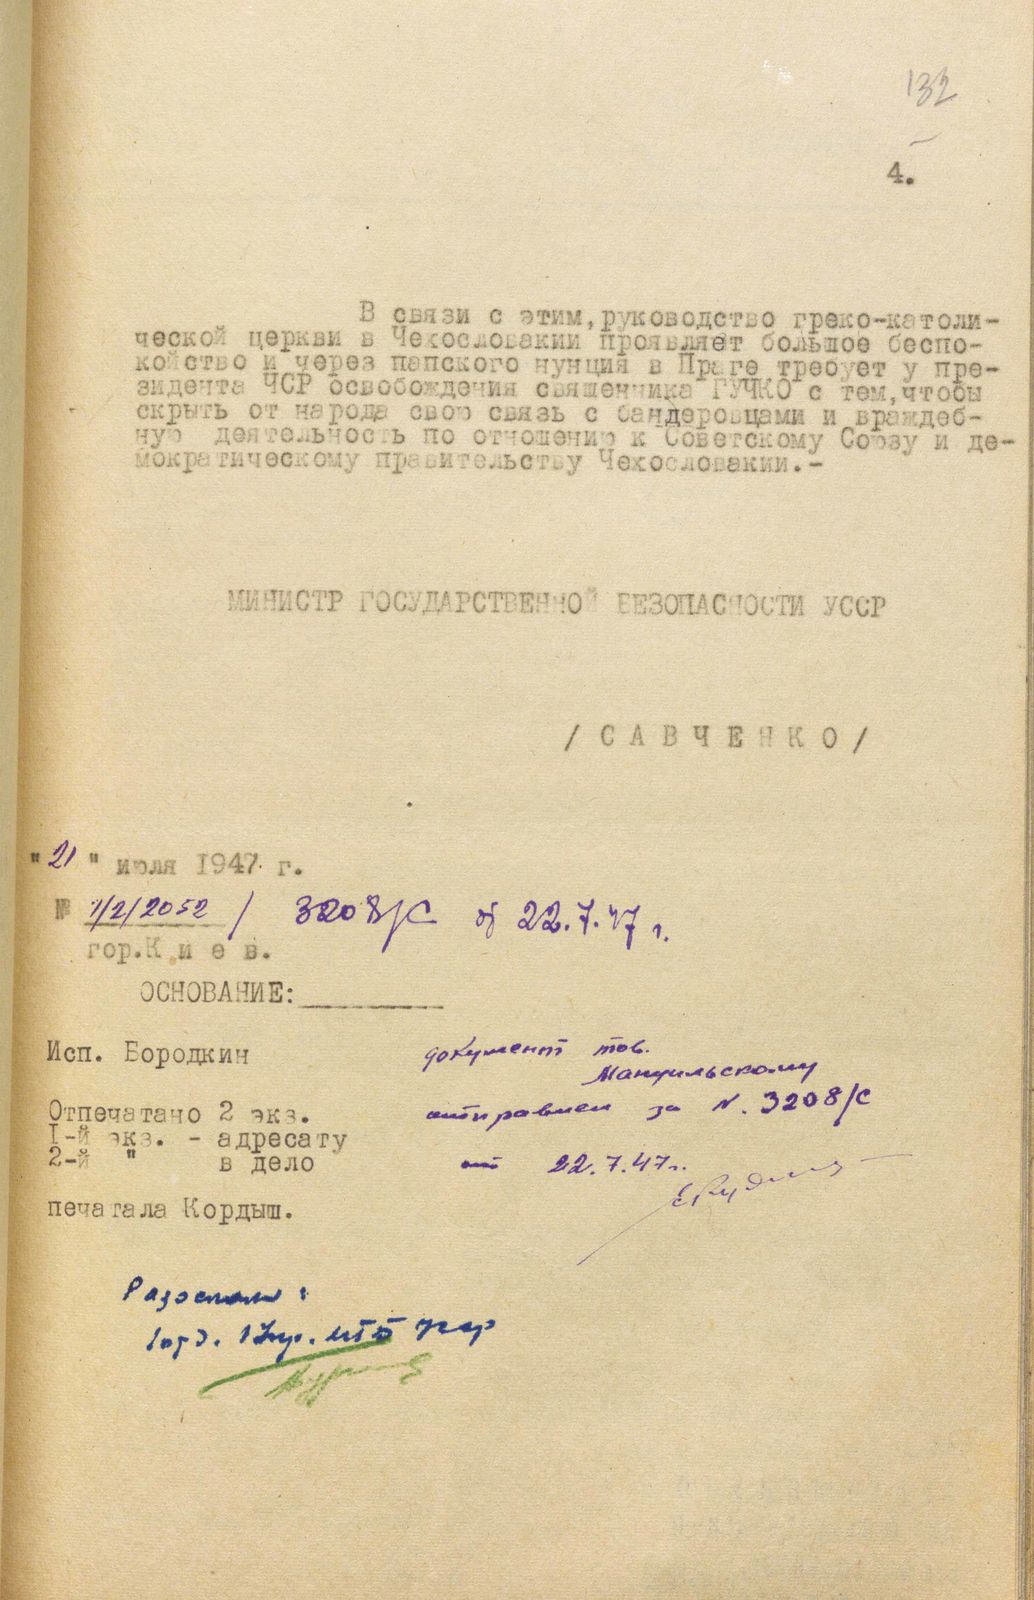 132
4.
В связи с этим, руководство греко-католи-
ческой церкви в Чехословакии проявляет большое беспо-
койство и через папского нунция в Праге требует у пре-
зидента ЧСР освобождения священника ГУЧКО с тем, чтобы
скрыть от народа свою связь с бандеровцами и враждеб-
ную деятельность по отношению к Советскому Союзу и де-
мократическому правительству Чехословакии.-
МИНИСТР ГОСУДАРСТВЕННОЙ БЕЗОПАСНОСТИ УССР
/ С А В Ч Е Н К О /
"21" июля 1947 г.
№ 1/2/2052 / 3208/С от 22.7.47 г.
гор. К и е в.
ОСНОВАНИЕ:
Исп. Бородкин
документ тов.
Мануильскому
отправлен за N. 3208/С
от 22.7.47 г.
Отпечатано 2 экз.
I-й экз. - адресату
2-й " в дело
печатала Кордыш.
Разослан: